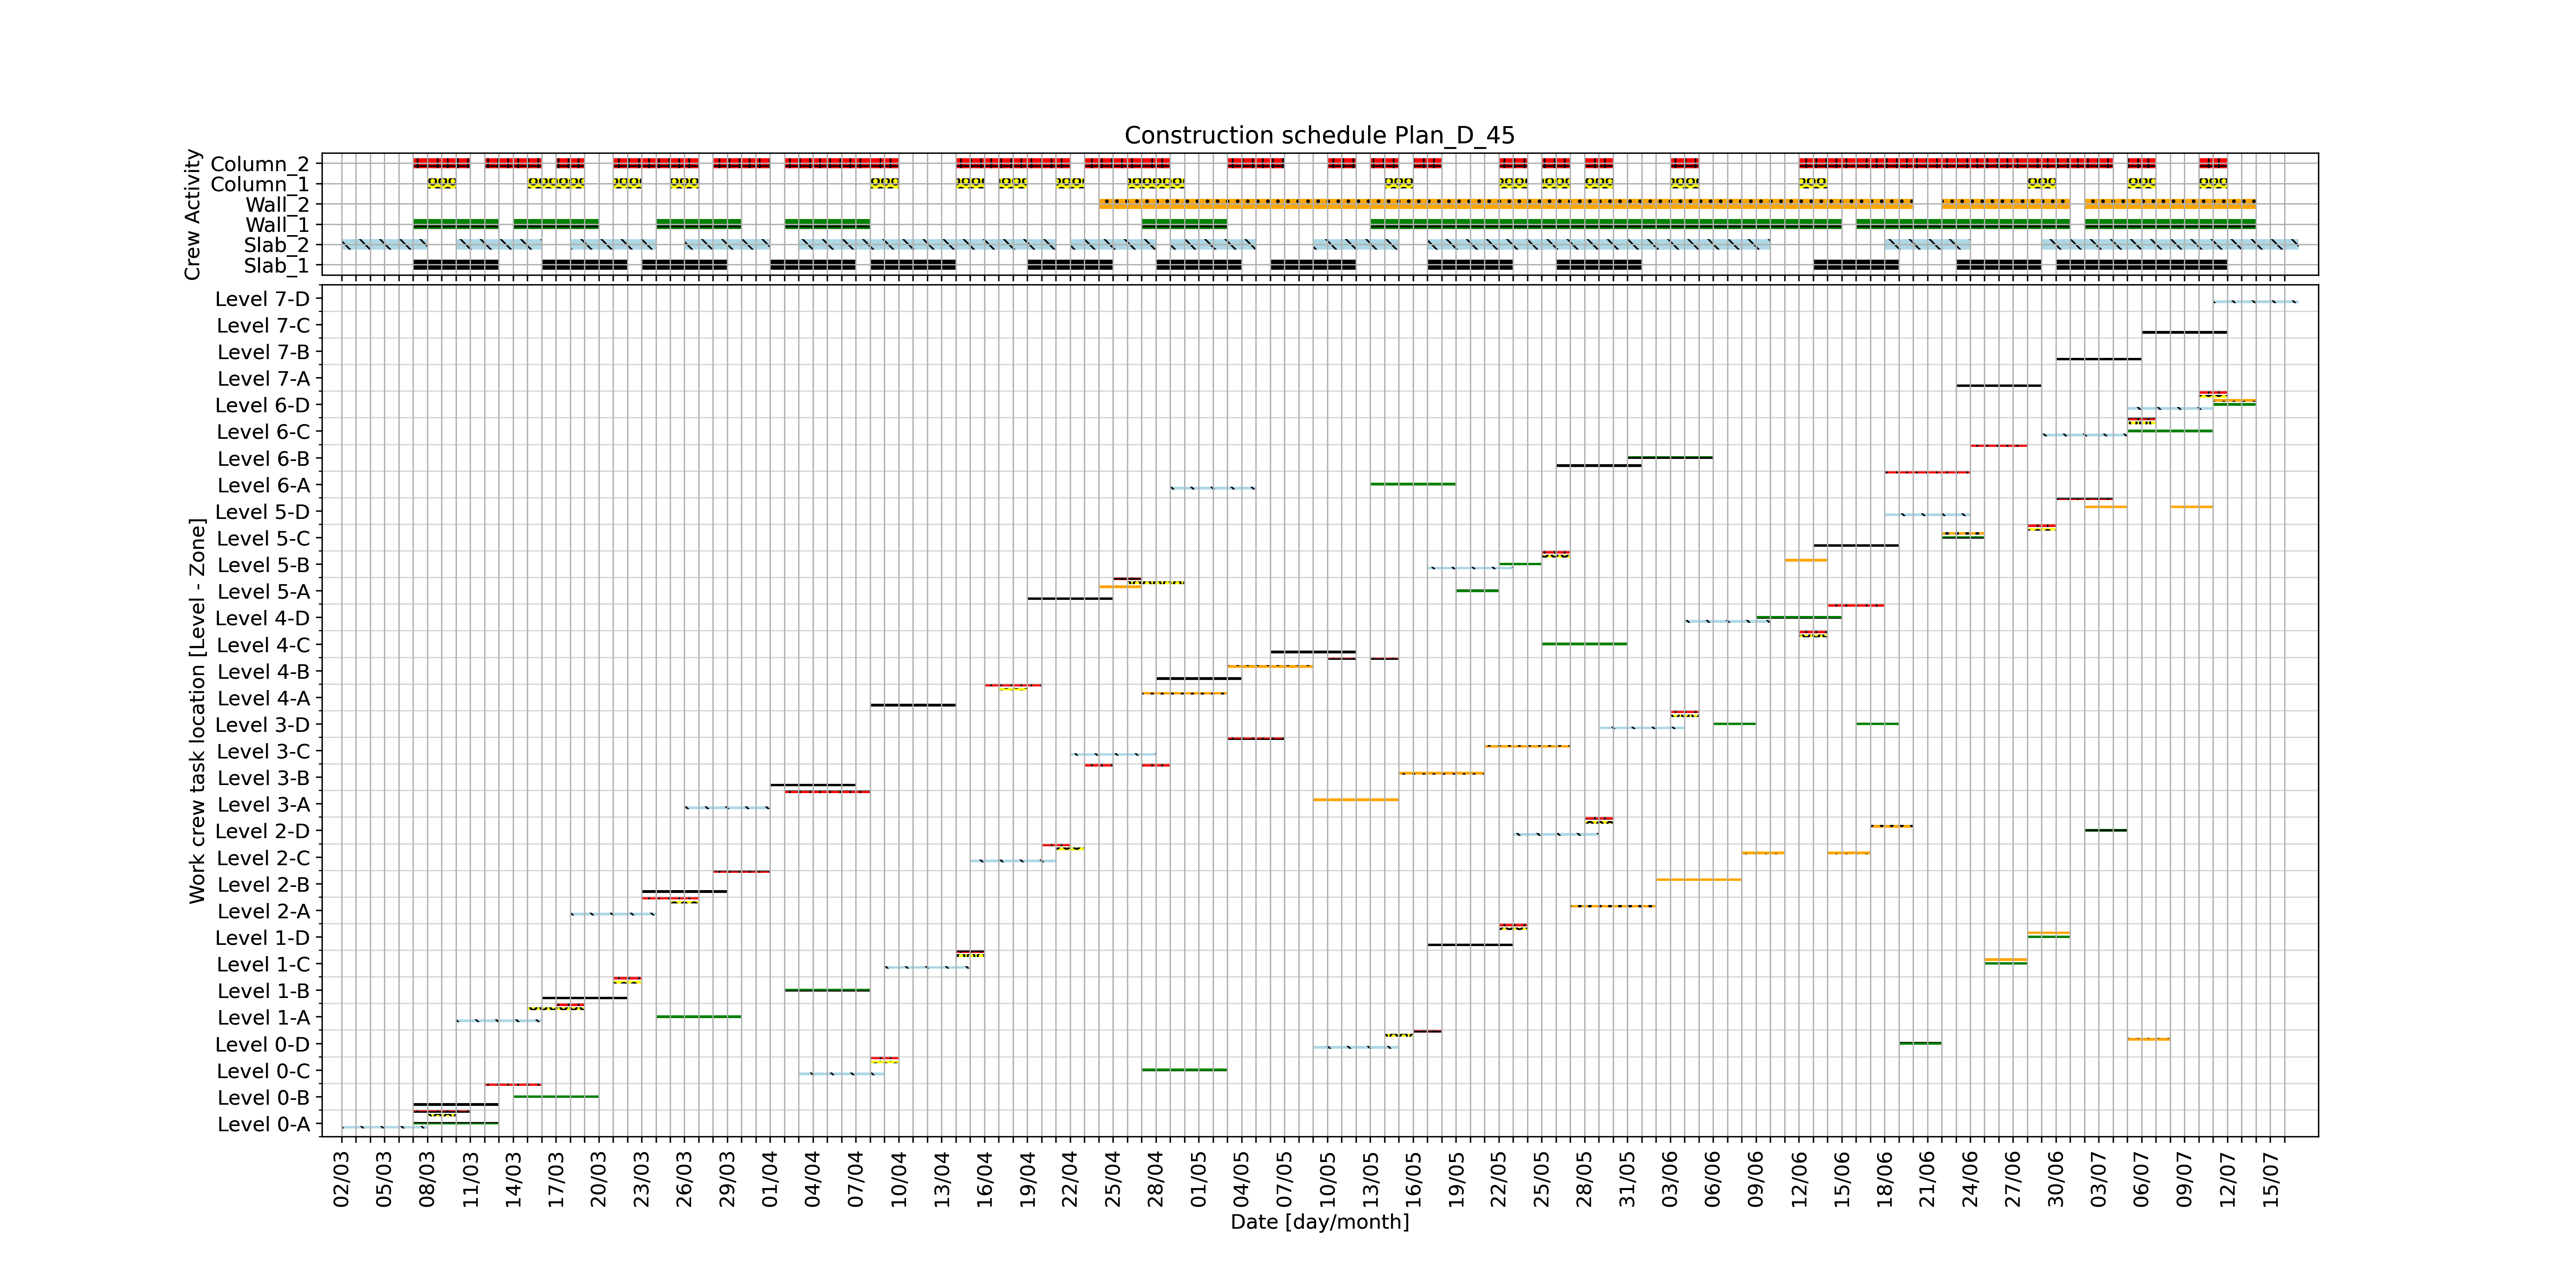 Construction schedule Plan_D_45
Crew Activity
Column_2
Column_1
Wall_2
Wall_1
Slab_2
Slab_1
Work crew task location [Level - Zone]
Level 7-D
Level 7-C
Level 7-B
Level 7-A
Level 6-D
Level 6-C
Level 6-B
Level 6-A
Level 5-D
Level 5-C
Level 5-B
Level 5-A
Level 4-D
Level 4-C
Level 4-B
Level 4-A
Level 3-D
Level 3-C
Level 3-B
Level 3-A
Level 2-D
Level 2-C
Level 2-B
Level 2-A
Level 1-D
Level 1-C
Level 1-B
Level 1-A
Level 0-D
Level 0-C
Level 0-B
Level 0-A
02/03 05/03 08/03 11/03 14/03 17/03 20/03 23/03 26/03 29/03 01/04 04/04 07/04 10/04 13/04 16/04 19/04 22/04 25/04 28/04 01/05 04/05 07/05 10/05 13/05 16/05 19/05 22/05 25/05 28/05 31/05 03/06 06/06 09/06 12/06 15/06 18/06 21/06 24/06 27/06 30/06 03/07 06/07 09/07 12/07 15/07
Date [day/month]